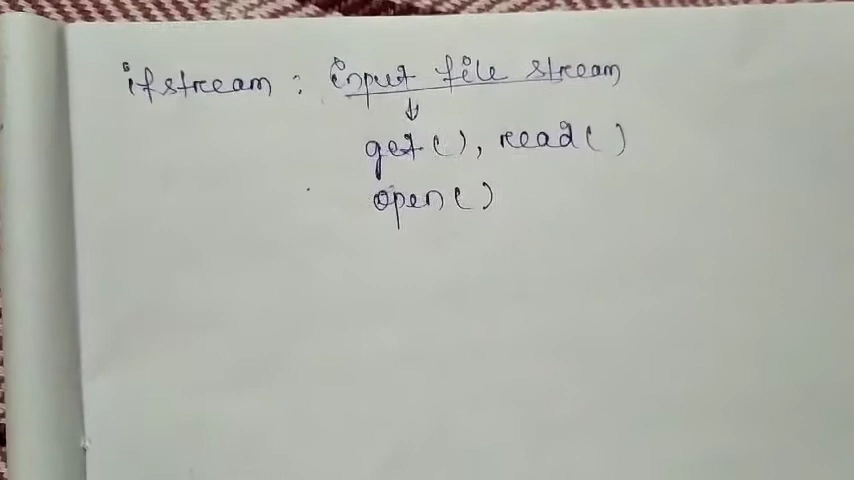 ifstream : input file stream
↓
get(), read()
open()